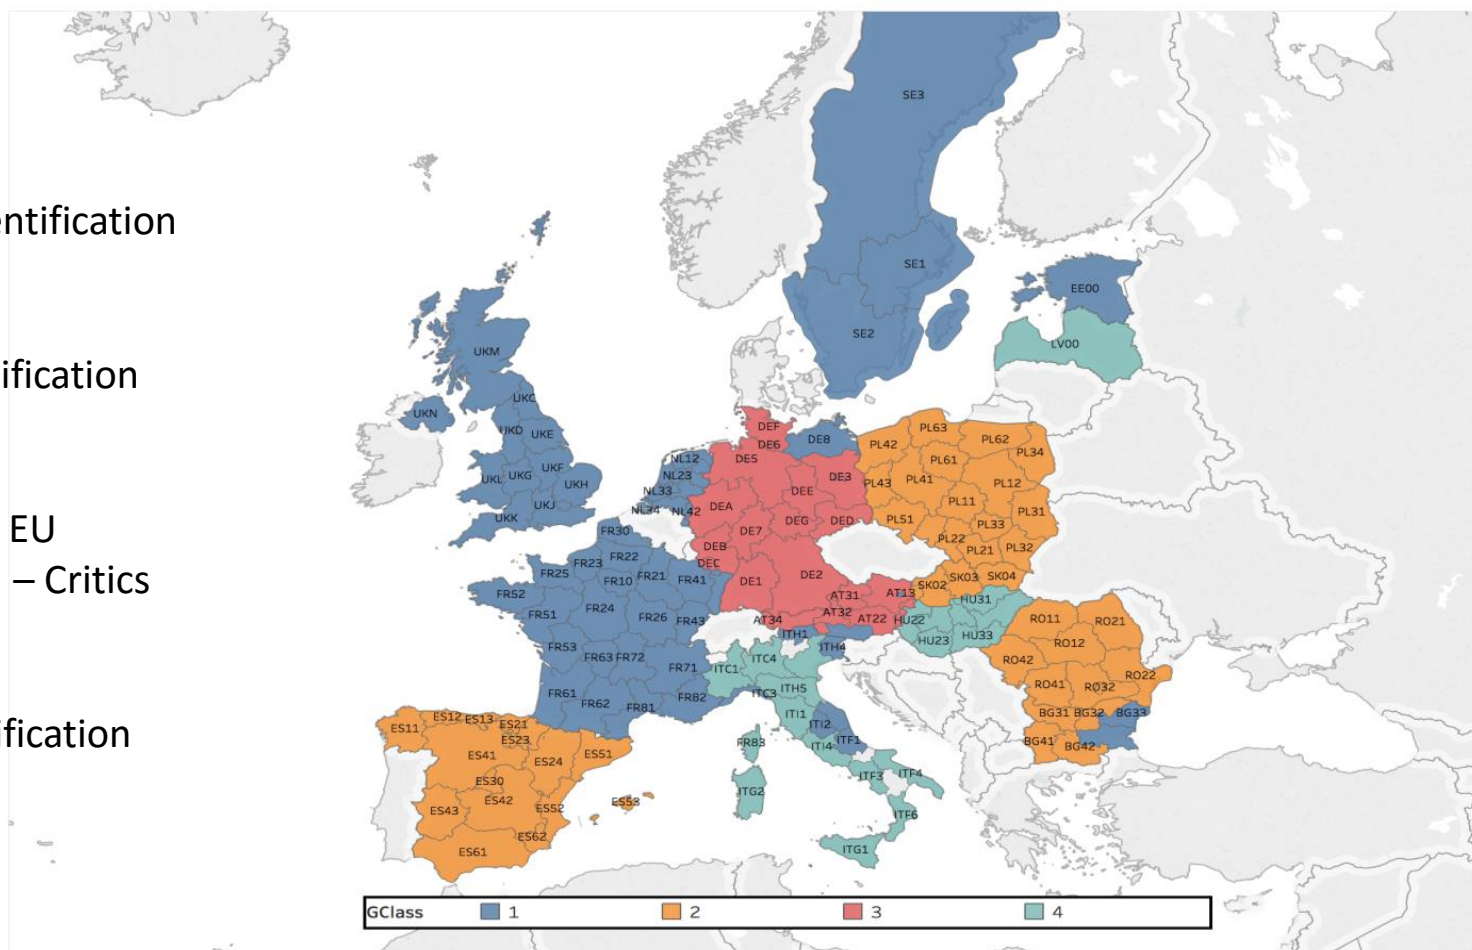 entification
ification
EU
– Critics
ification
SE3
SE1
SE2
EE00
LV00
UKM
UKN
UKC
UKD
UKE
UKL
UKG
UKF
UKH
UKK
UKJ
NL12
NL23
NL33
NL34
NL42
DEF
DE6
DE8
DE5
DE3
DEE
DEA
DEG
DED
DE7
DEB
DEC
DE1
DE2
PL63
PL42
PL62
PL34
PL61
PL43
PL41
PL12
PL11
PL31
PL51
PL33
PL22
PL21
PL32
SK02
SK03
SK04
AT31
AT13
AT32
AT34
AT22
HU31
HU22
HU23
HU33
FR30
FR22
FR23
FR25
FR10
FR21
FR41
FR52
FR24
FR51
FR26
FR43
FR53
FR63
FR72
FR71
FR61
FR62
FR81
FR82
FR83
ITH1
ITH4
ITC4
ITC1
ITC3
ITH5
ITI1
ITI2
ITI4
ITF1
ITF3
ITF4
ITF6
ITG2
ITG1
RO11
RO21
RO12
RO42
RO22
RO41
RO32
BG31
BG32
BG33
BG41
BG42
ES11
ES12
ES13
ES21
ES23
ES41
ES24
ES51
ES30
ES42
ES43
ES52
ES53
ES62
ES61
GClass 1 2 3 4